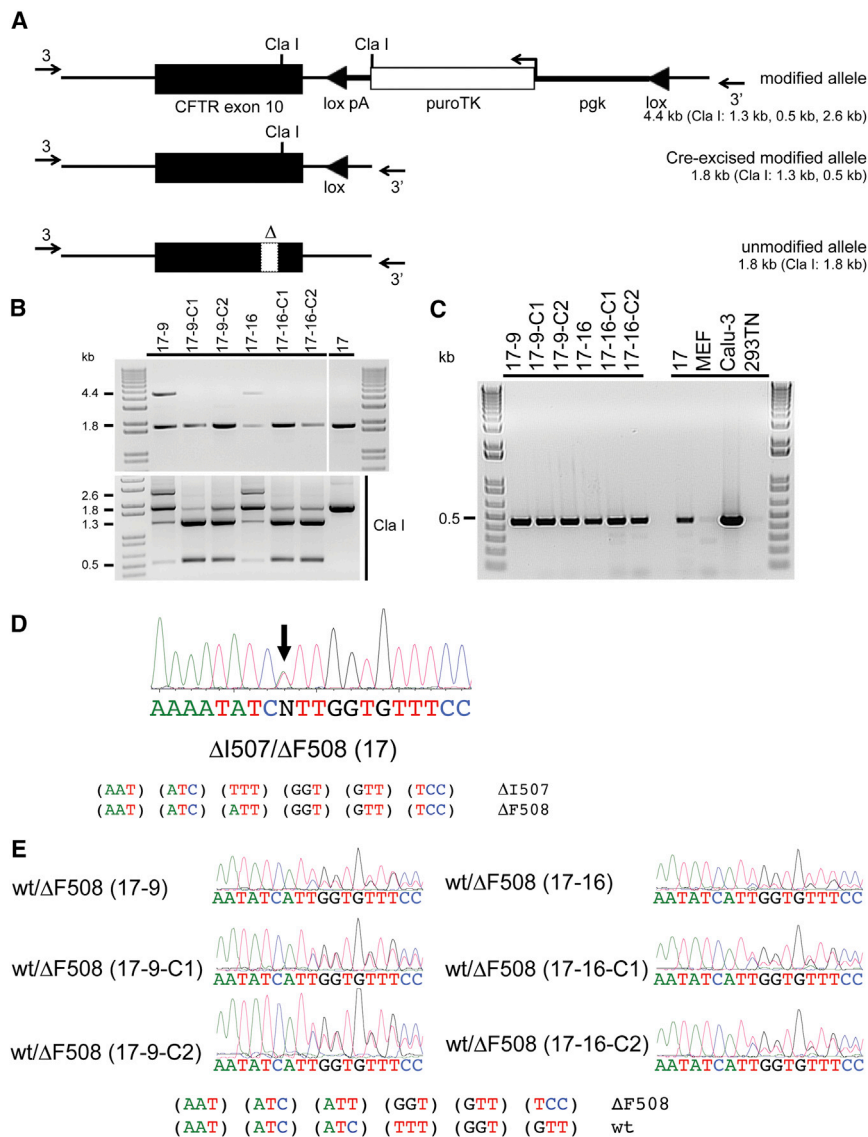 A
3
Cla I
Cla I
CFTR exon 10
lox pA
puroTK
pgk
lox
3’
modified allele
4.4 kb (Cla I: 1.3 kb, 0.5 kb, 2.6 kb)
3
Cla I
lox
3’
Cre-excised modified allele
1.8 kb (Cla I: 1.3 kb, 0.5 kb)
3
Δ
3’
unmodified allele
1.8 kb (Cla I: 1.8 kb)
B
kb
17-9
17-9-C1
17-9-C2
17-16
17-16-C1
17-16-C2
17
4.4
1.8
2.6
1.8
1.3
0.5
Cla I
C
kb
17-9
17-9-C1
17-9-C2
17-16
17-16-C1
17-16-C2
17
MEF
Calu-3
293TN
0.5
D
AAAATATCNTTGGTGTTTCC
ΔI507/ΔF508 (17)
(AAT) (ATC) (TTT) (GGT) (GTT) (TCC) ΔI507
(AAT) (ATC) (ATT) (GGT) (GTT) (TCC) ΔF508
E
wt/ΔF508 (17-9)
AATATCATTGGTGTTTCC
wt/ΔF508 (17-16)
AATATCATTGGTGTTTCC
wt/ΔF508 (17-9-C1)
AATATCATTGGTGTTTCC
wt/ΔF508 (17-16-C1)
AATATCATTGGTGTTTCC
wt/ΔF508 (17-9-C2)
AATATCATTGGTGTTTCC
wt/ΔF508 (17-16-C2)
AATATCATTGGTGTTTCC
(AAT) (ATC) (ATT) (GGT) (GTT) (TCC) ΔF508
(AAT) (ATC) (ATC) (TTT) (GGT) (GTT) wt